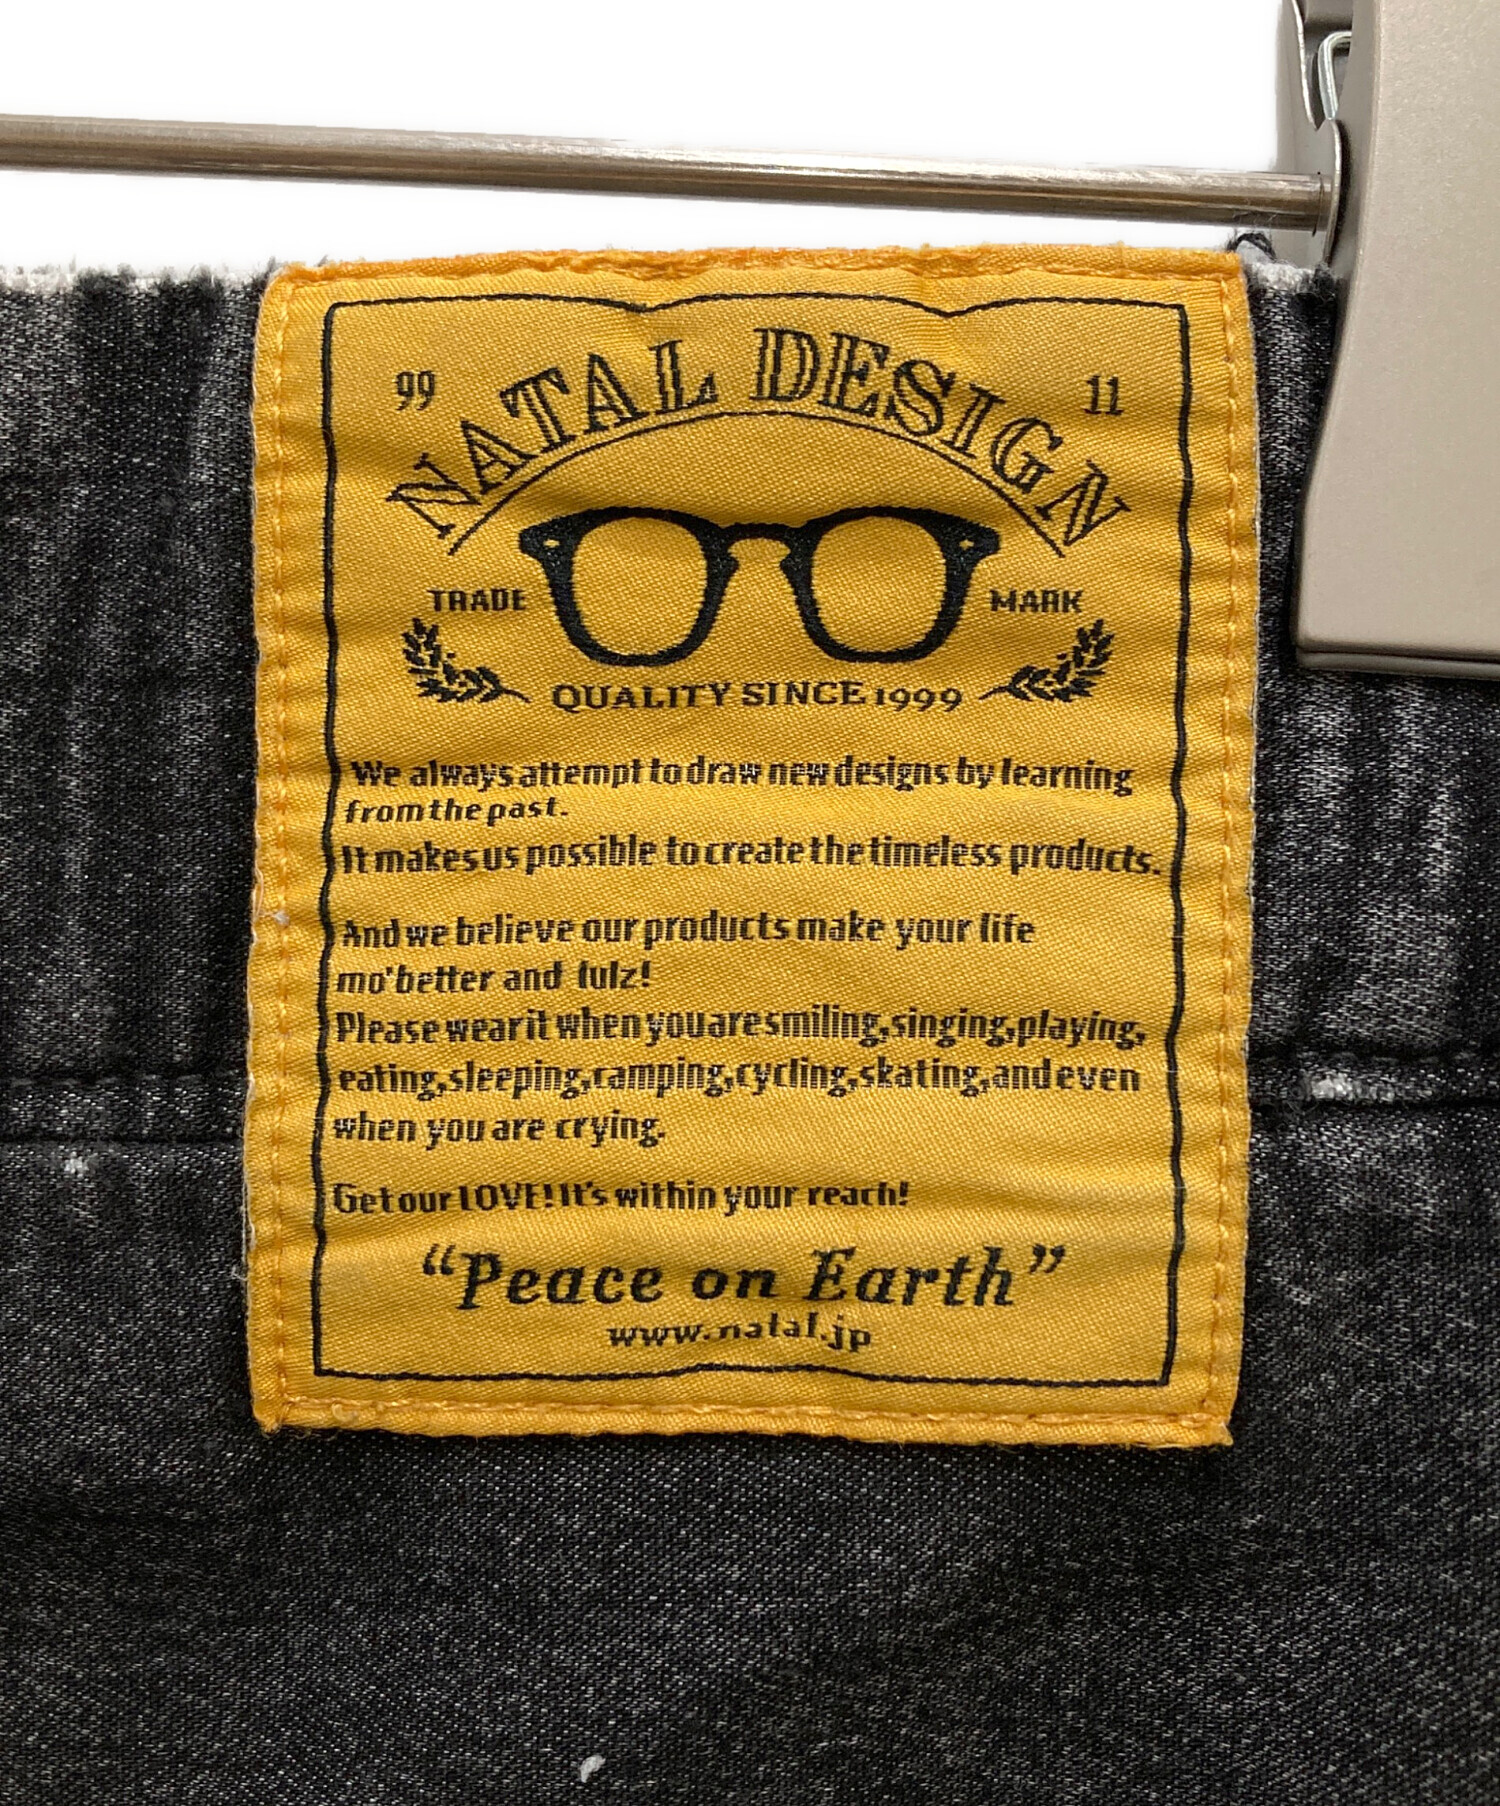 NATAL DESIGN
99 11
TRADE MARK
QUALITY SINCE 1999
We always attempt to draw new designs by learning
from the past.
It makes us possible to create the timeless products.
And we believe our products make your life
mo'better and lulz!
Please wear it when you are smiling,singing,playing,
eating,sleeping,camping,cycling,skating,and even
when you are crying.
Get our LOVE! It's within your reach!
“Peace on Earth”
www.natal.jp